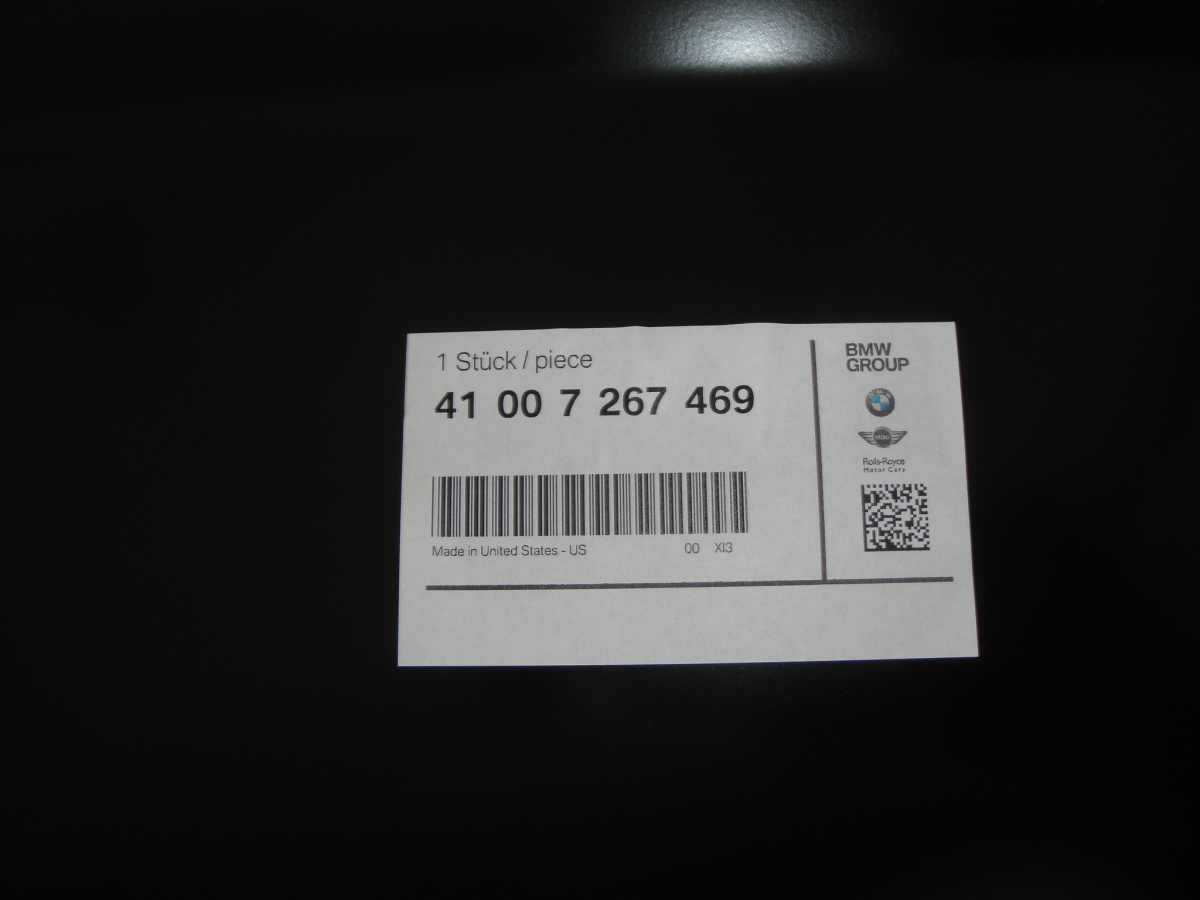 1 Stück / piece
41 00 7 267 469
Made in United States - US
00 XI3
BMW
GROUP
MINI
Rolls-Royce
Motor Cars